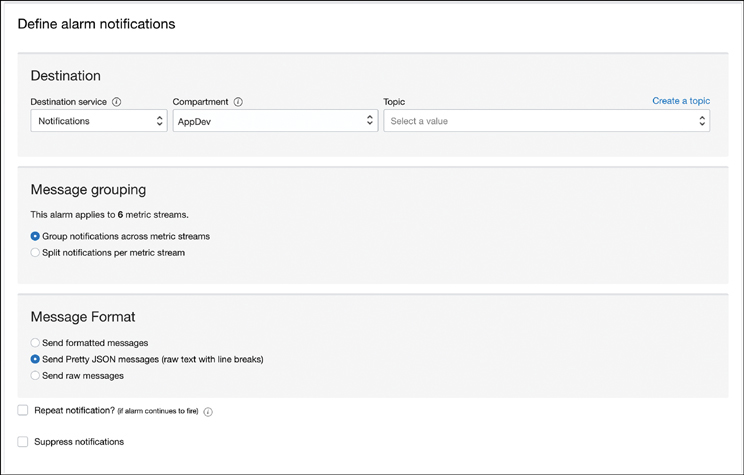 Define alarm notifications
Destination
Destination service
Compartment
Topic
Create a topic
Notifications
AppDev
Select a value
Message grouping
This alarm applies to 6 metric streams.
Group notifications across metric streams
Split notifications per metric stream
Message Format
Send formatted messages
Send Pretty JSON messages (raw text with line breaks)
Send raw messages
Repeat notification? (if alarm continues to fire)
Suppress notifications